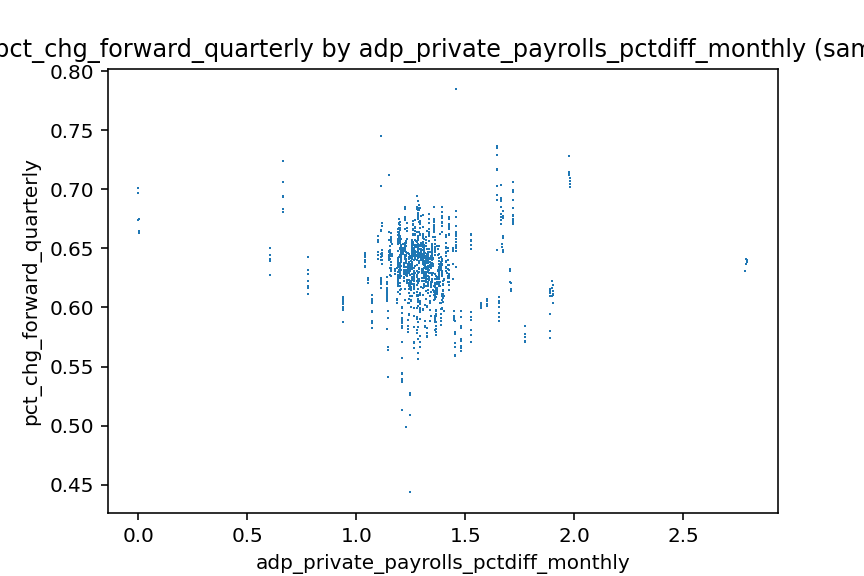 pct_chg_forward_quarterly by adp_private_payrolls_pctdiff_monthly (sam
0.80
0.75
0.70
0.65
0.60
0.55
0.50
0.45
pct_chg_forward_quarterly
0.0 0.5 1.0 1.5 2.0 2.5
adp_private_payrolls_pctdiff_monthly